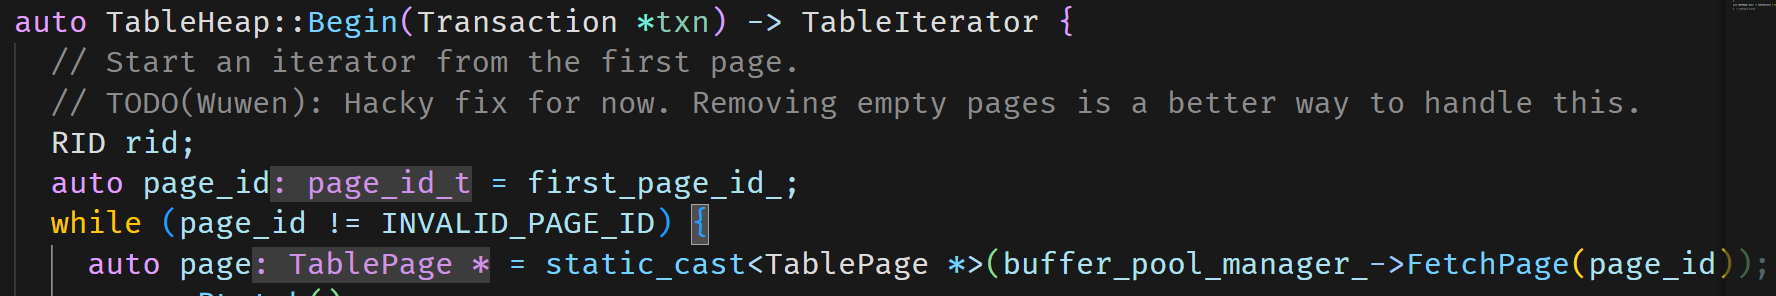 auto TableHeap::Begin(Transaction *txn) -> TableIterator {
// Start an iterator from the first page.
// TODO(Wuwen): Hacky fix for now. Removing empty pages is a better way to handle this.
RID rid;
auto page_id: page_id_t = first_page_id_;
while (page_id != INVALID_PAGE_ID) {
auto page: TablePage * = static_cast<TablePage *>(buffer_pool_manager_->FetchPage(page_id));